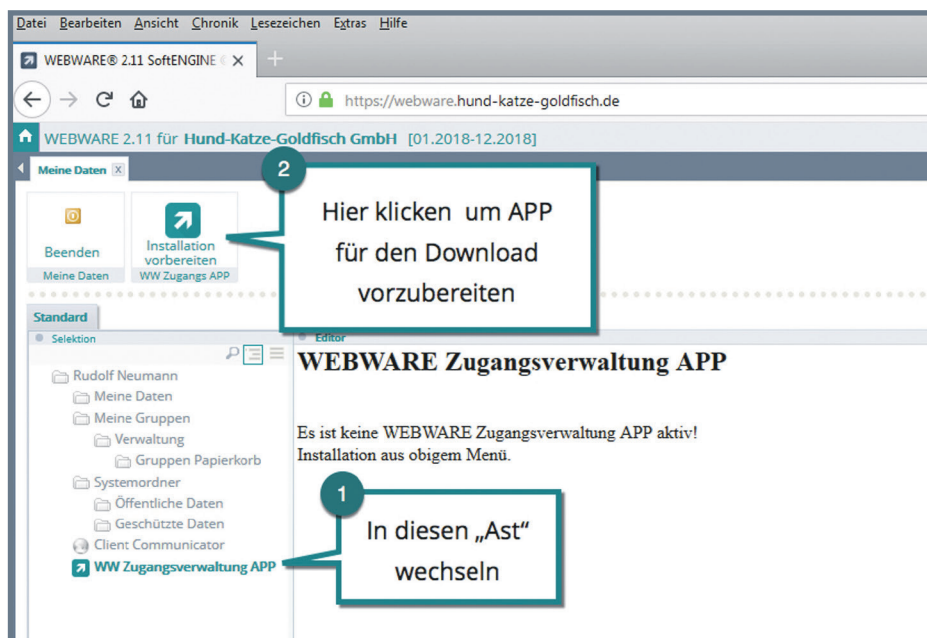 Datei Bearbeiten Ansicht Chronik Lesezeichen Extras Hilfe
WEBWARE® 2.11 SoftENGINE
https://webware.hund-katze-goldfisch.de
WEBWARE 2.11 für Hund-Katze-Goldfisch GmbH [01.2018-12.2018]
Meine Daten X
2
Hier klicken um APP
für den Download
vorzubereiten
Beenden
Meine Daten
Installation
vorbereiten
WW Zugangs APP
Standard
Selektion
Editor
Rudolf Neumann
Meine Daten
Meine Gruppen
Verwaltung
Gruppen Papierkorb
Systemordner
Öffentliche Daten
Geschützte Daten
Client Communicator
WW Zugangsverwaltung APP
WEBWARE Zugangsverwaltung APP
Es ist keine WEBWARE Zugangsverwaltung APP aktiv!
Installation aus obigem Menü.
1
In diesen „Ast“
wechseln